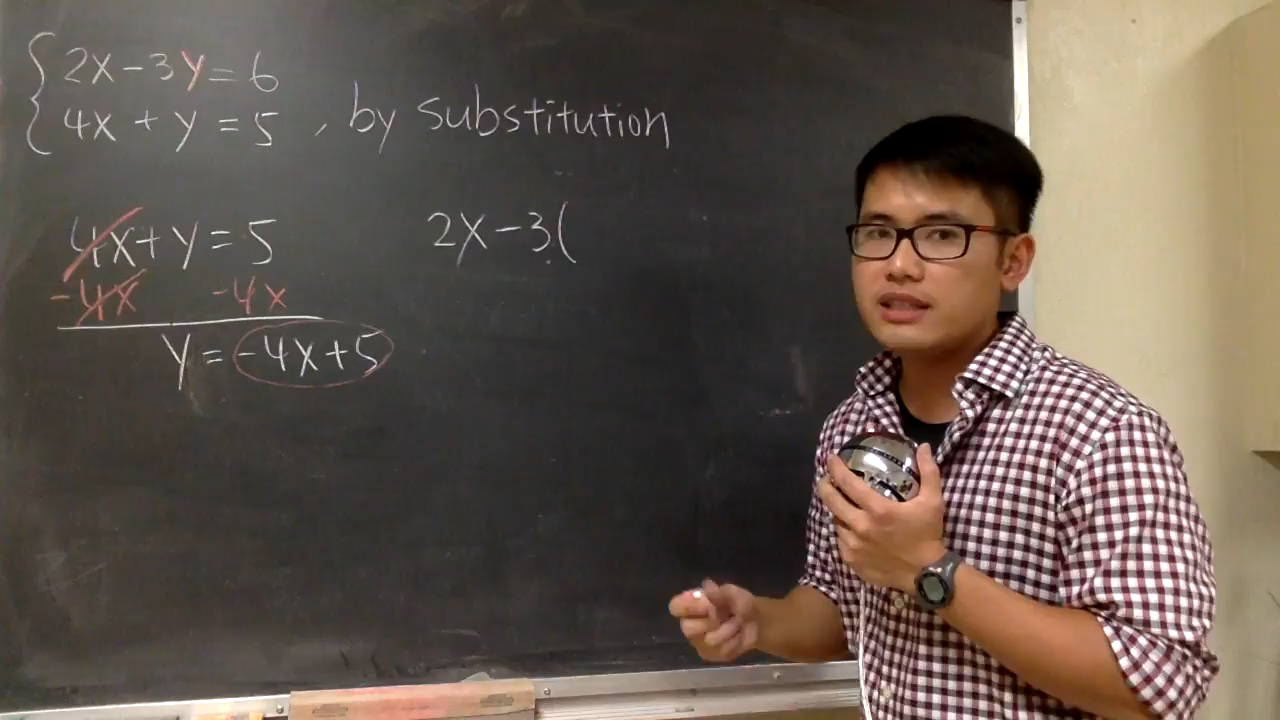 2x-3y=6
4x+y=5, by substitution
4x+y=5
-4x -4x
y=-4x+5
2x-3(